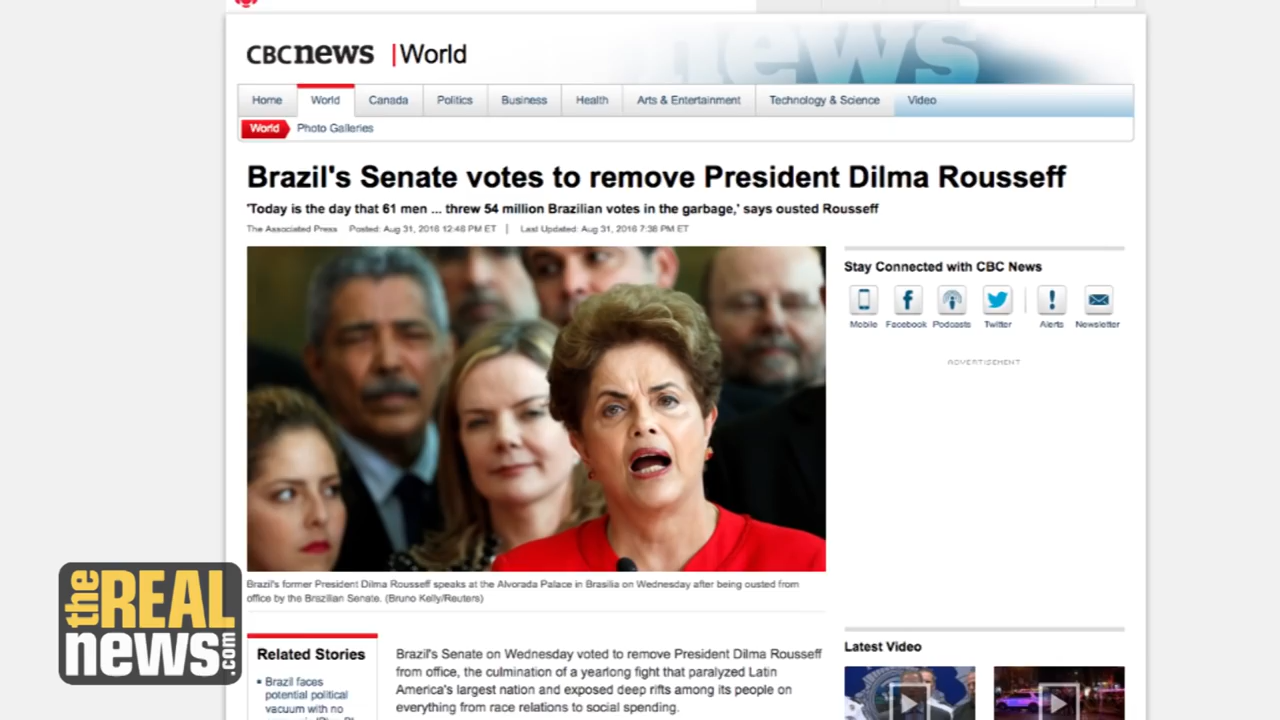 CBCnews | World
Home World Canada Politics Business Health Arts & Entertainment Technology & Science Video
World Photo Galleries
Brazil's Senate votes to remove President Dilma Rousseff
'Today is the day that 61 men ... threw 54 million Brazilian votes in the garbage,' says ousted Rousseff
The Associated Press Posted: Aug 31, 2016 12:48 PM ET | Last Updated: Aug 31, 2016 7:38 PM ET
Stay Connected with CBC News
Mobile Facebook Podcasts Twitter Alerts Newsletter
ADVERTISEMENT
Brazil's former President Dilma Rousseff speaks at the Alvorada Palace in Brasilia on Wednesday after being ousted from
office by the Brazilian Senate. (Bruno Kelly/Reuters)
the REAL
news.com
Related Stories
Brazil faces
potential political
vacuum with no
Brazil's Senate on Wednesday voted to remove President Dilma Rousseff
from office, the culmination of a yearlong fight that paralyzed Latin
America's largest nation and exposed deep rifts among its people on
everything from race relations to social spending.
Latest Video